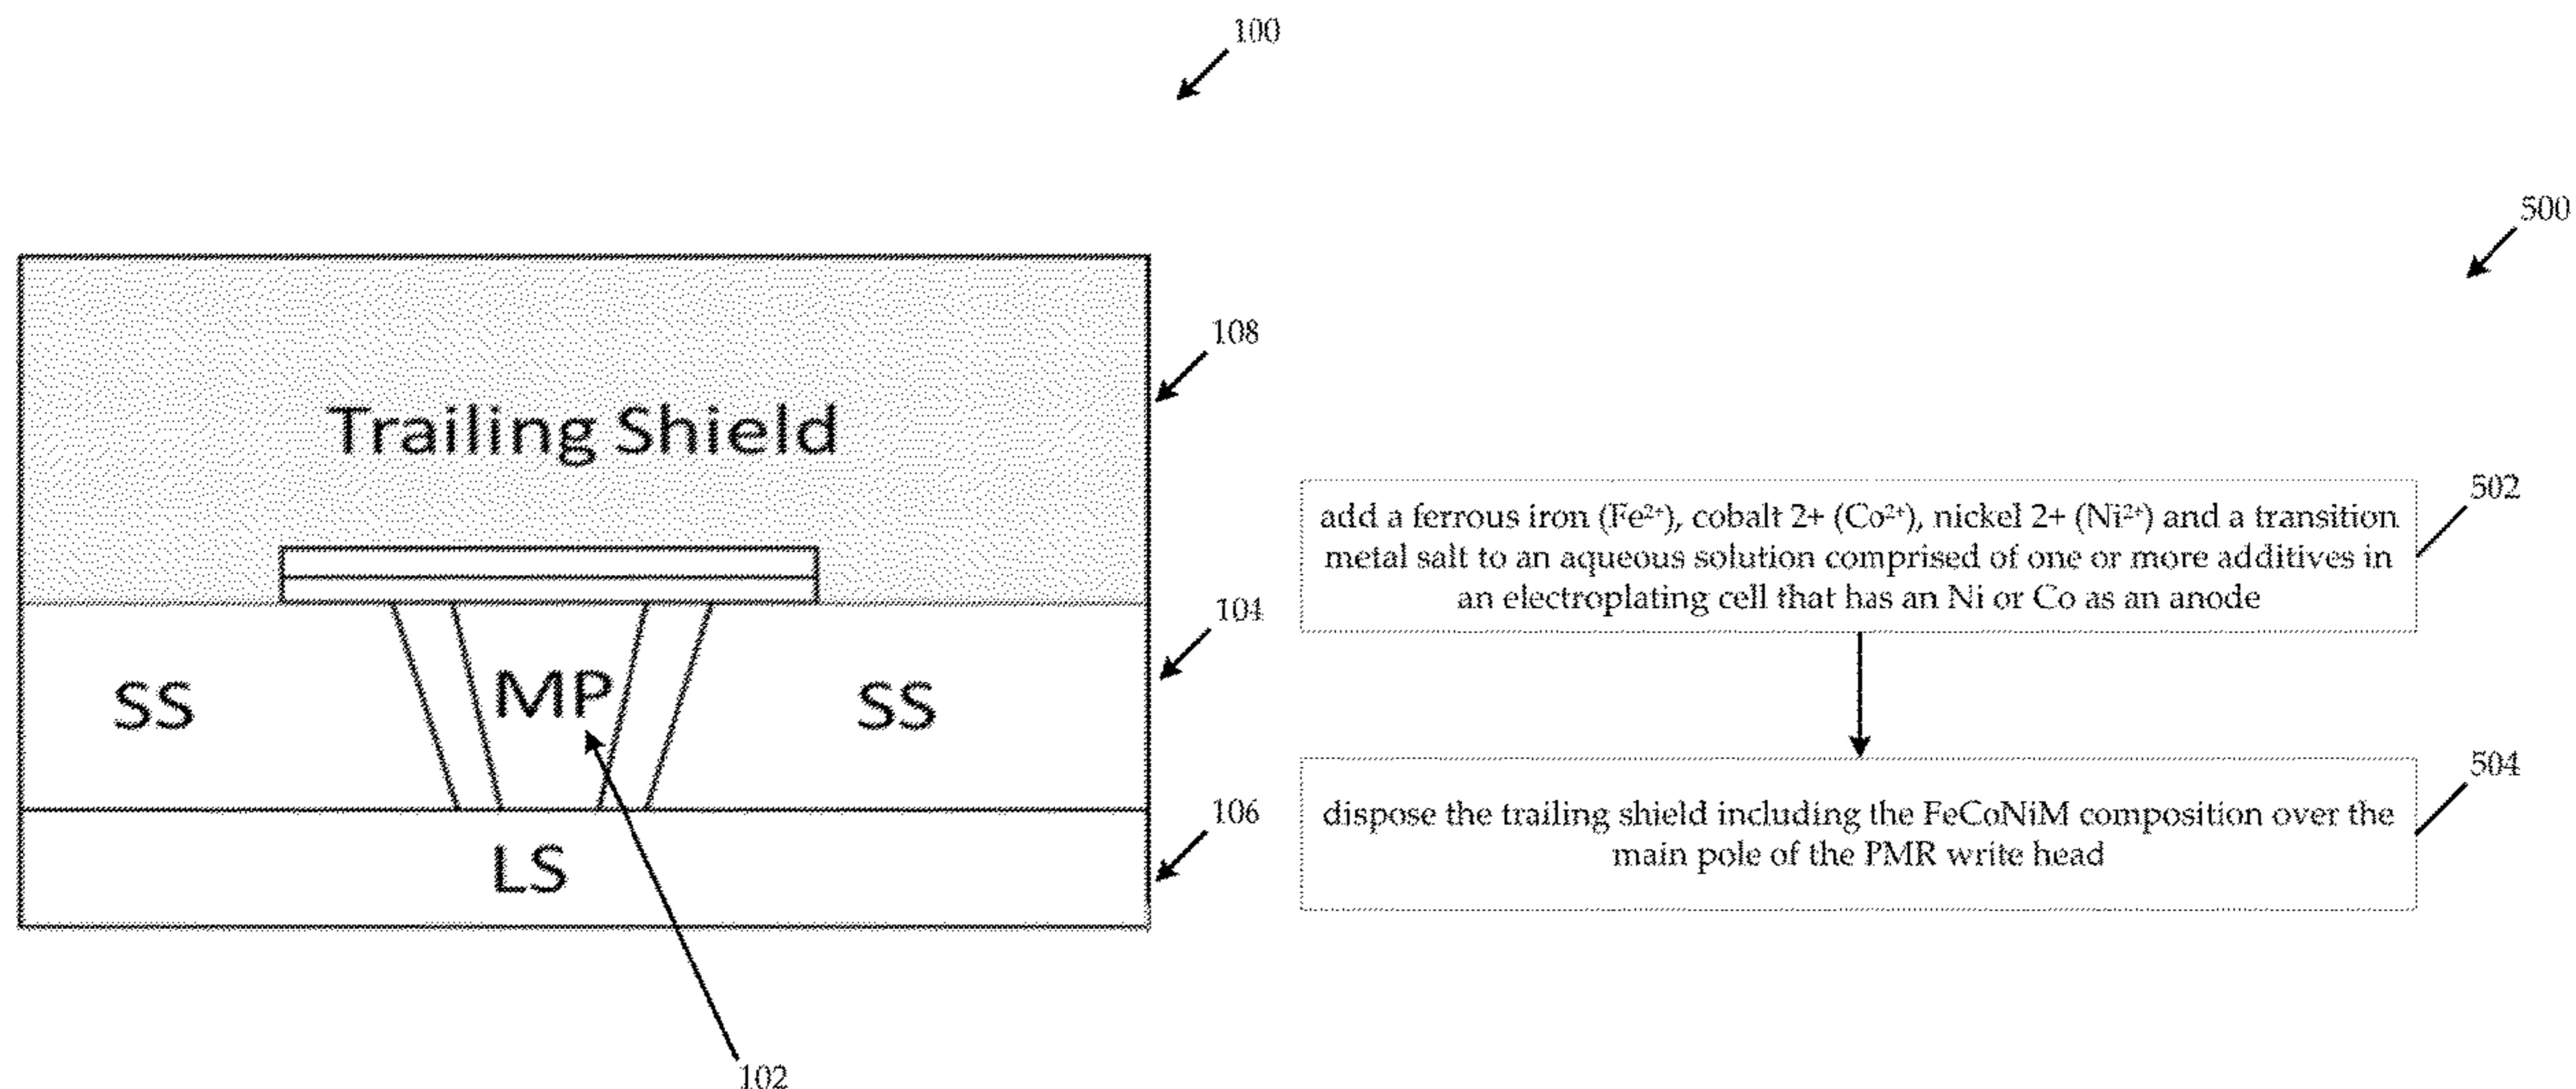 100
500
108
Trailing Shield
502
add a ferrous iron (Fe²⁺), cobalt 2+ (Co²⁺), nickel 2+ (Ni²⁺) and a transition
metal salt to an aqueous solution comprised of one or more additives in
an electroplating cell that has an Ni or Co as an anode
104
SS
MP
SS
504
dispose the trailing shield including the FeCoNiM composition over the
main pole of the PMR write head
106
LS
102